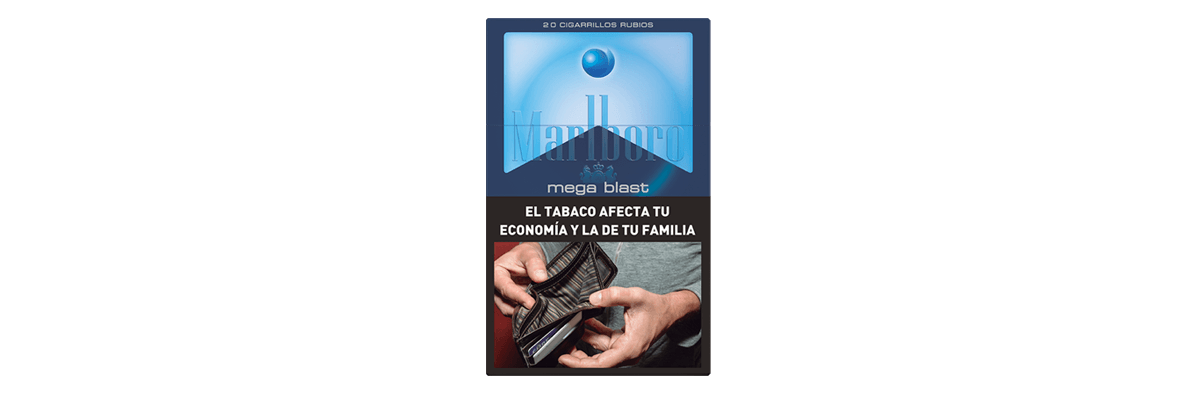 20 CIGARRILLOS RUBIOS
Marlboro
mega blast
EL TABACO AFECTA TU
ECONOMÍA Y LA DE TU FAMILIA